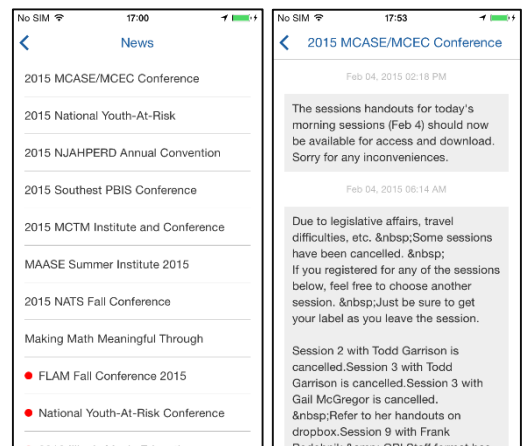 No SIM 17:00
News
2015 MCASE/MCEC Conference
2015 National Youth-At-Risk
2015 NJAHPERD Annual Convention
2015 Southest PBIS Conference
2015 MCTM Institute and Conference
MAASE Summer Institute 2015
2015 NATS Fall Conference
Making Math Meaningful Through
FLAM Fall Conference 2015
National Youth-At-Risk Conference
No SIM 17:53
2015 MCASE/MCEC Conference
Feb 04, 2015 02:18 PM
The sessions handouts for today's
morning sessions (Feb 4) should now
be available for access and download.
Sorry for any inconveniences.
Feb 04, 2015 06:14 AM
Due to legislative affairs, travel
difficulties, etc. &nbsp;Some sessions
have been cancelled. &nbsp;
If you registered for any of the sessions
below, feel free to choose another
session. &nbsp;Just be sure to get
your label as you leave the session.
Session 2 with Todd Garrison is
cancelled.Session 3 with Todd
Garrison is cancelled.Session 3 with
Gail McGregor is cancelled.
&nbsp;Refer to her handouts on
dropbox.Session 9 with Frank